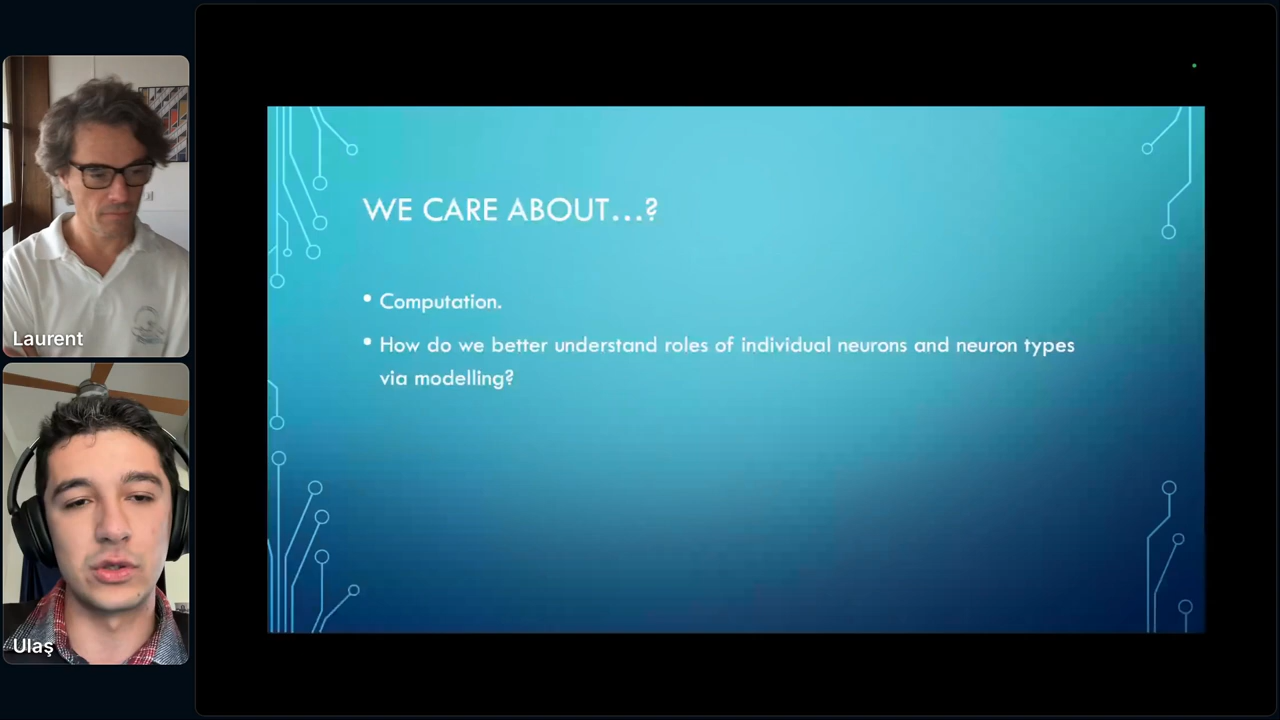 WE CARE ABOUT...?
• Computation.
• How do we better understand roles of individual neurons and neuron types
via modelling?
Laurent
Ulaş